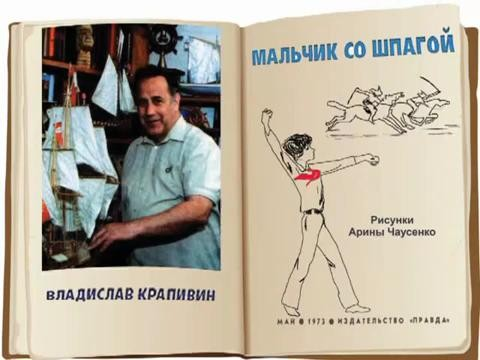 ВЛАДИСЛАВ КРАПИВИН
МАЛЬЧИК СО ШПАГОЙ
Рисунки
Арины Чаусенко
МАЙ ● 1973 ● ИЗДАТЕЛЬСТВО «ПРАВДА»